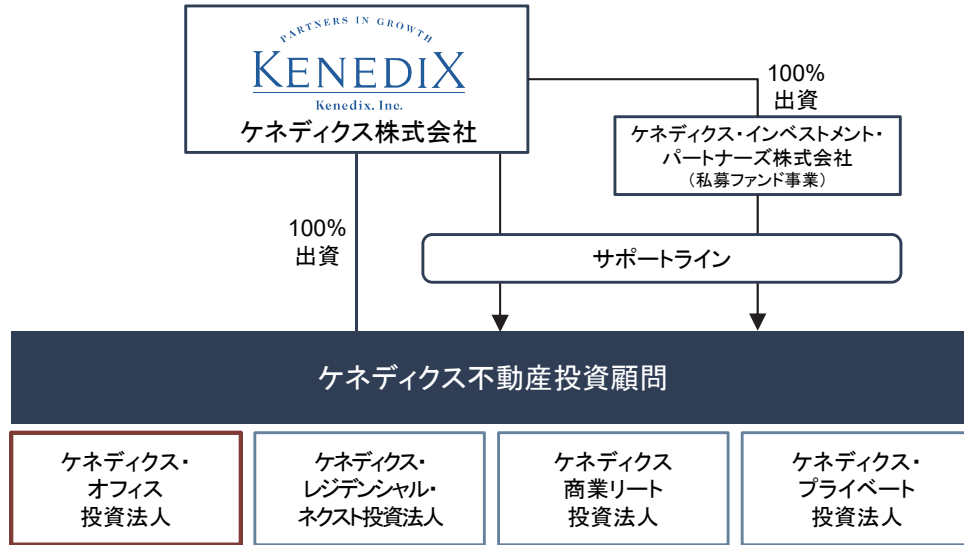 PARTNERS IN GROWTH
KENEDIX
Kenedix, Inc.
ケネディクス株式会社
100%
出資
ケネディクス・インベストメント・
パートナーズ株式会社
（私募ファンド事業）
100%
出資
サポートライン
ケネディクス不動産投資顧問
ケネディクス・
オフィス
投資法人
ケネディクス・
レジデンシャル・
ネクスト投資法人
ケネディクス
商業リート
投資法人
ケネディクス・
プライベート
投資法人